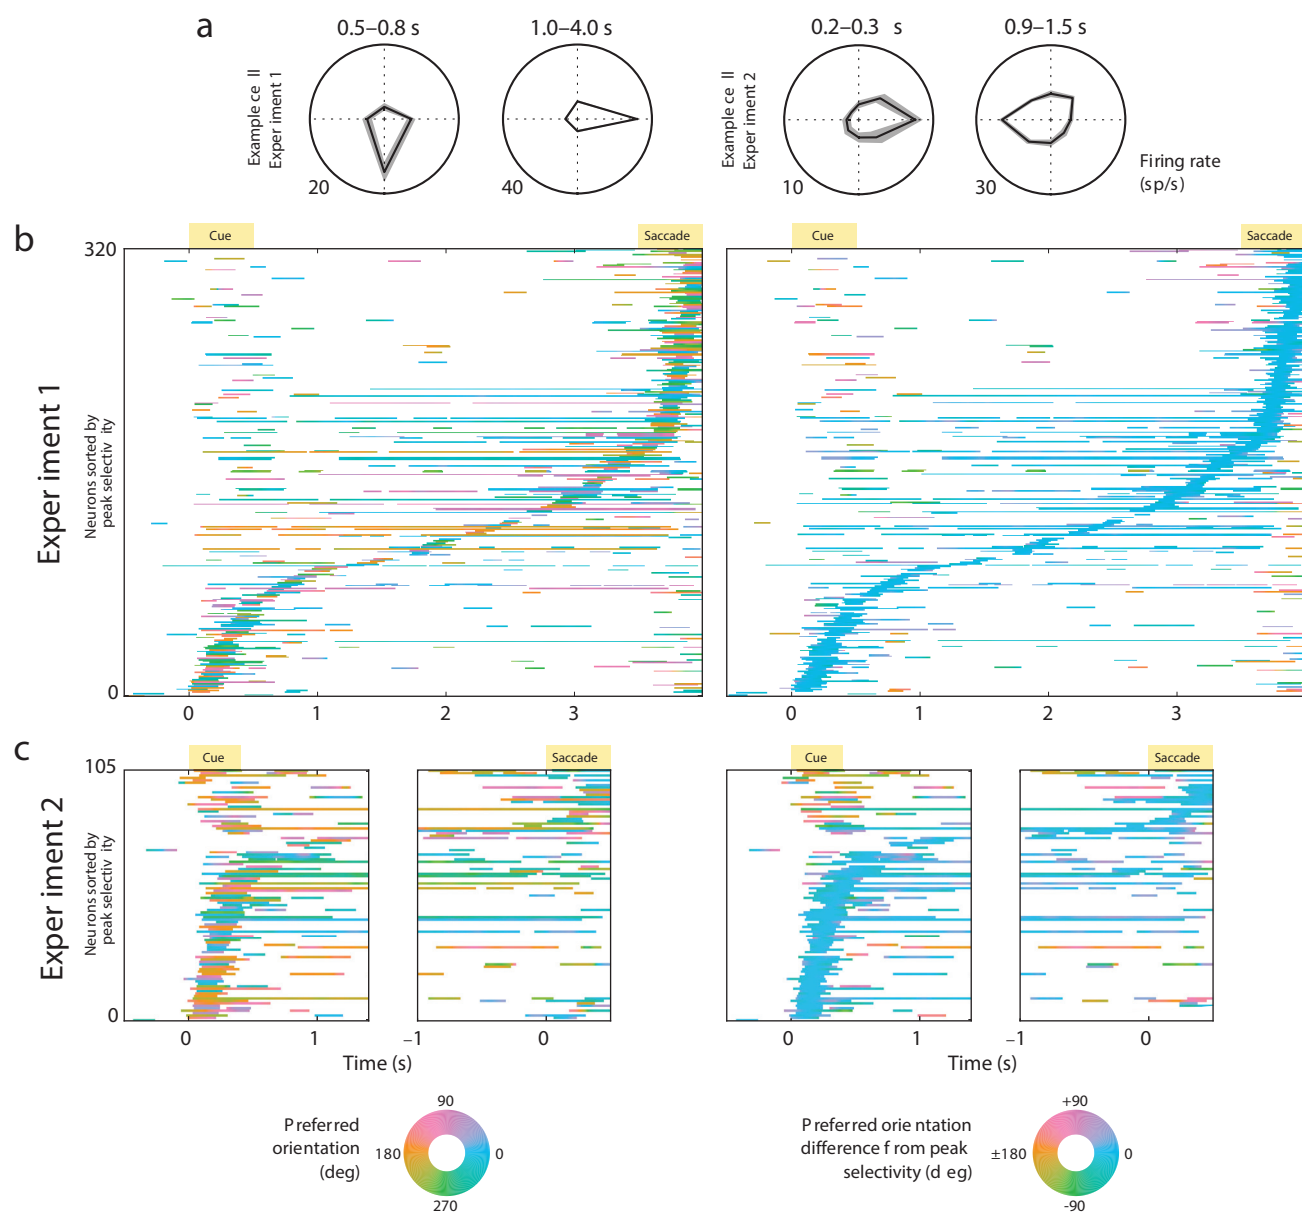 a
0.5–0.8 s
1.0–4.0 s
0.2–0.3 s
0.9–1.5 s
Example ce ll
Exper iment 1
20
40
Example ce ll
Exper iment 2
10
30
Firing rate
(sp/s)
b
Cue
Saccade
Cue
Saccade
Exper iment 1
Neurons sorted by
peak selectiv ity
320
0
0
1
2
3
0
1
2
3
c
Cue
Saccade
Cue
Saccade
Exper iment 2
Neurons sorted by
peak selectiv ity
105
0
0
1
–1
0
0
1
–1
0
Time (s)
Time (s)
P referred
orientation
(deg)
90
180
0
270
P referred orie ntation
difference f rom peak
selectivity (d eg)
+90
±180
0
-90